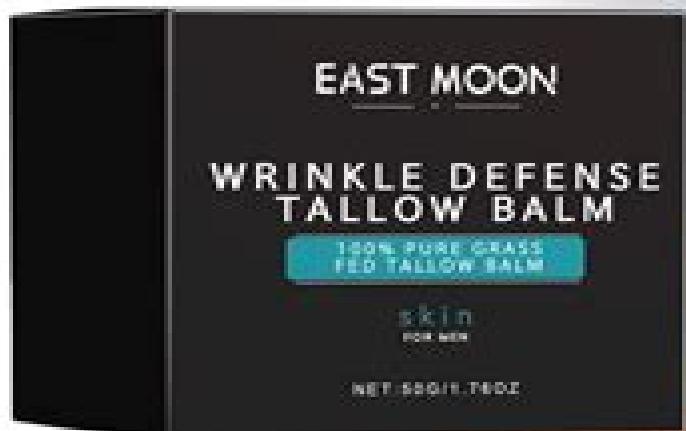 EAST MOON
WRINKLE DEFENSE
TALLOW BALM
100% PURE GRASS
FED TALLOW BALM
skin
FOR MEN
NET:50G/1.76OZ